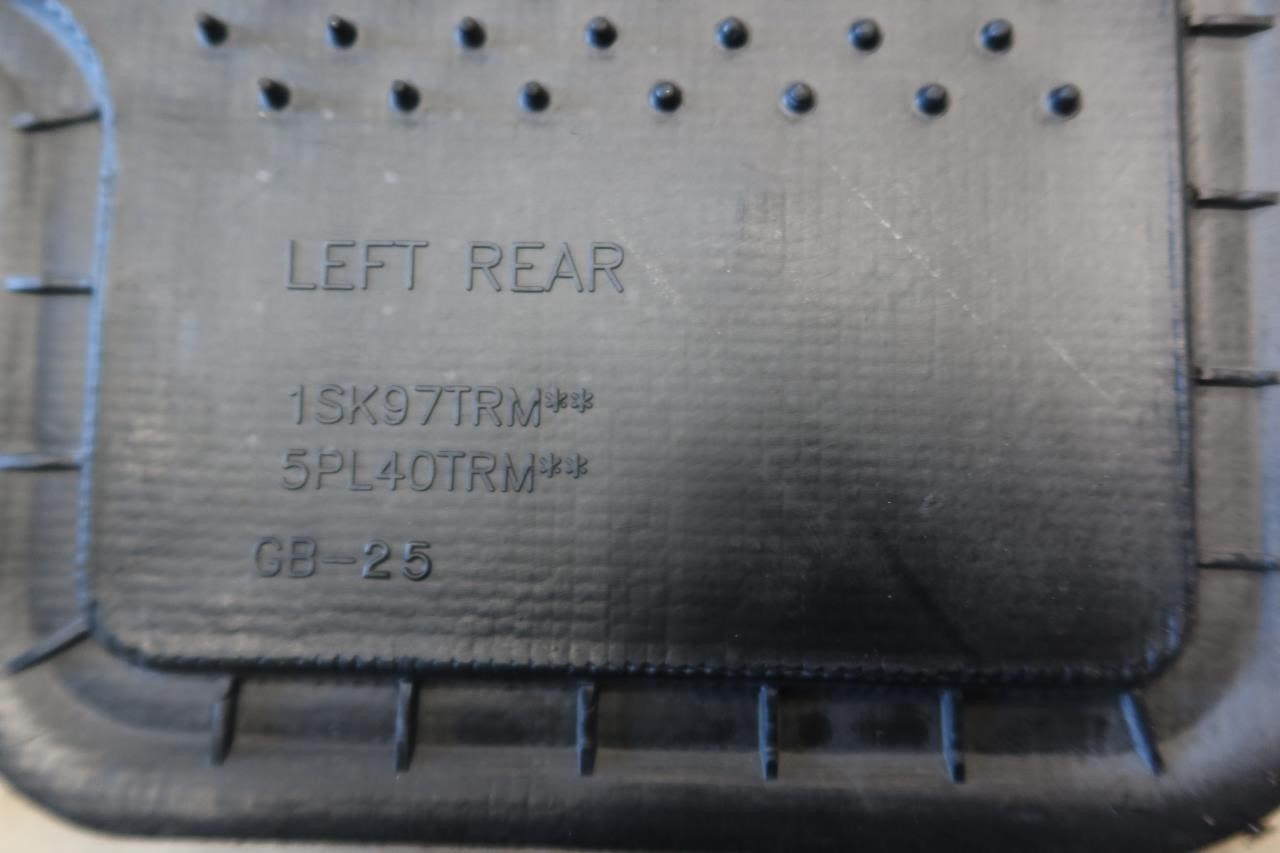 LEFT REAR
1SK97TRM**
5PL40TRM**
GB-25